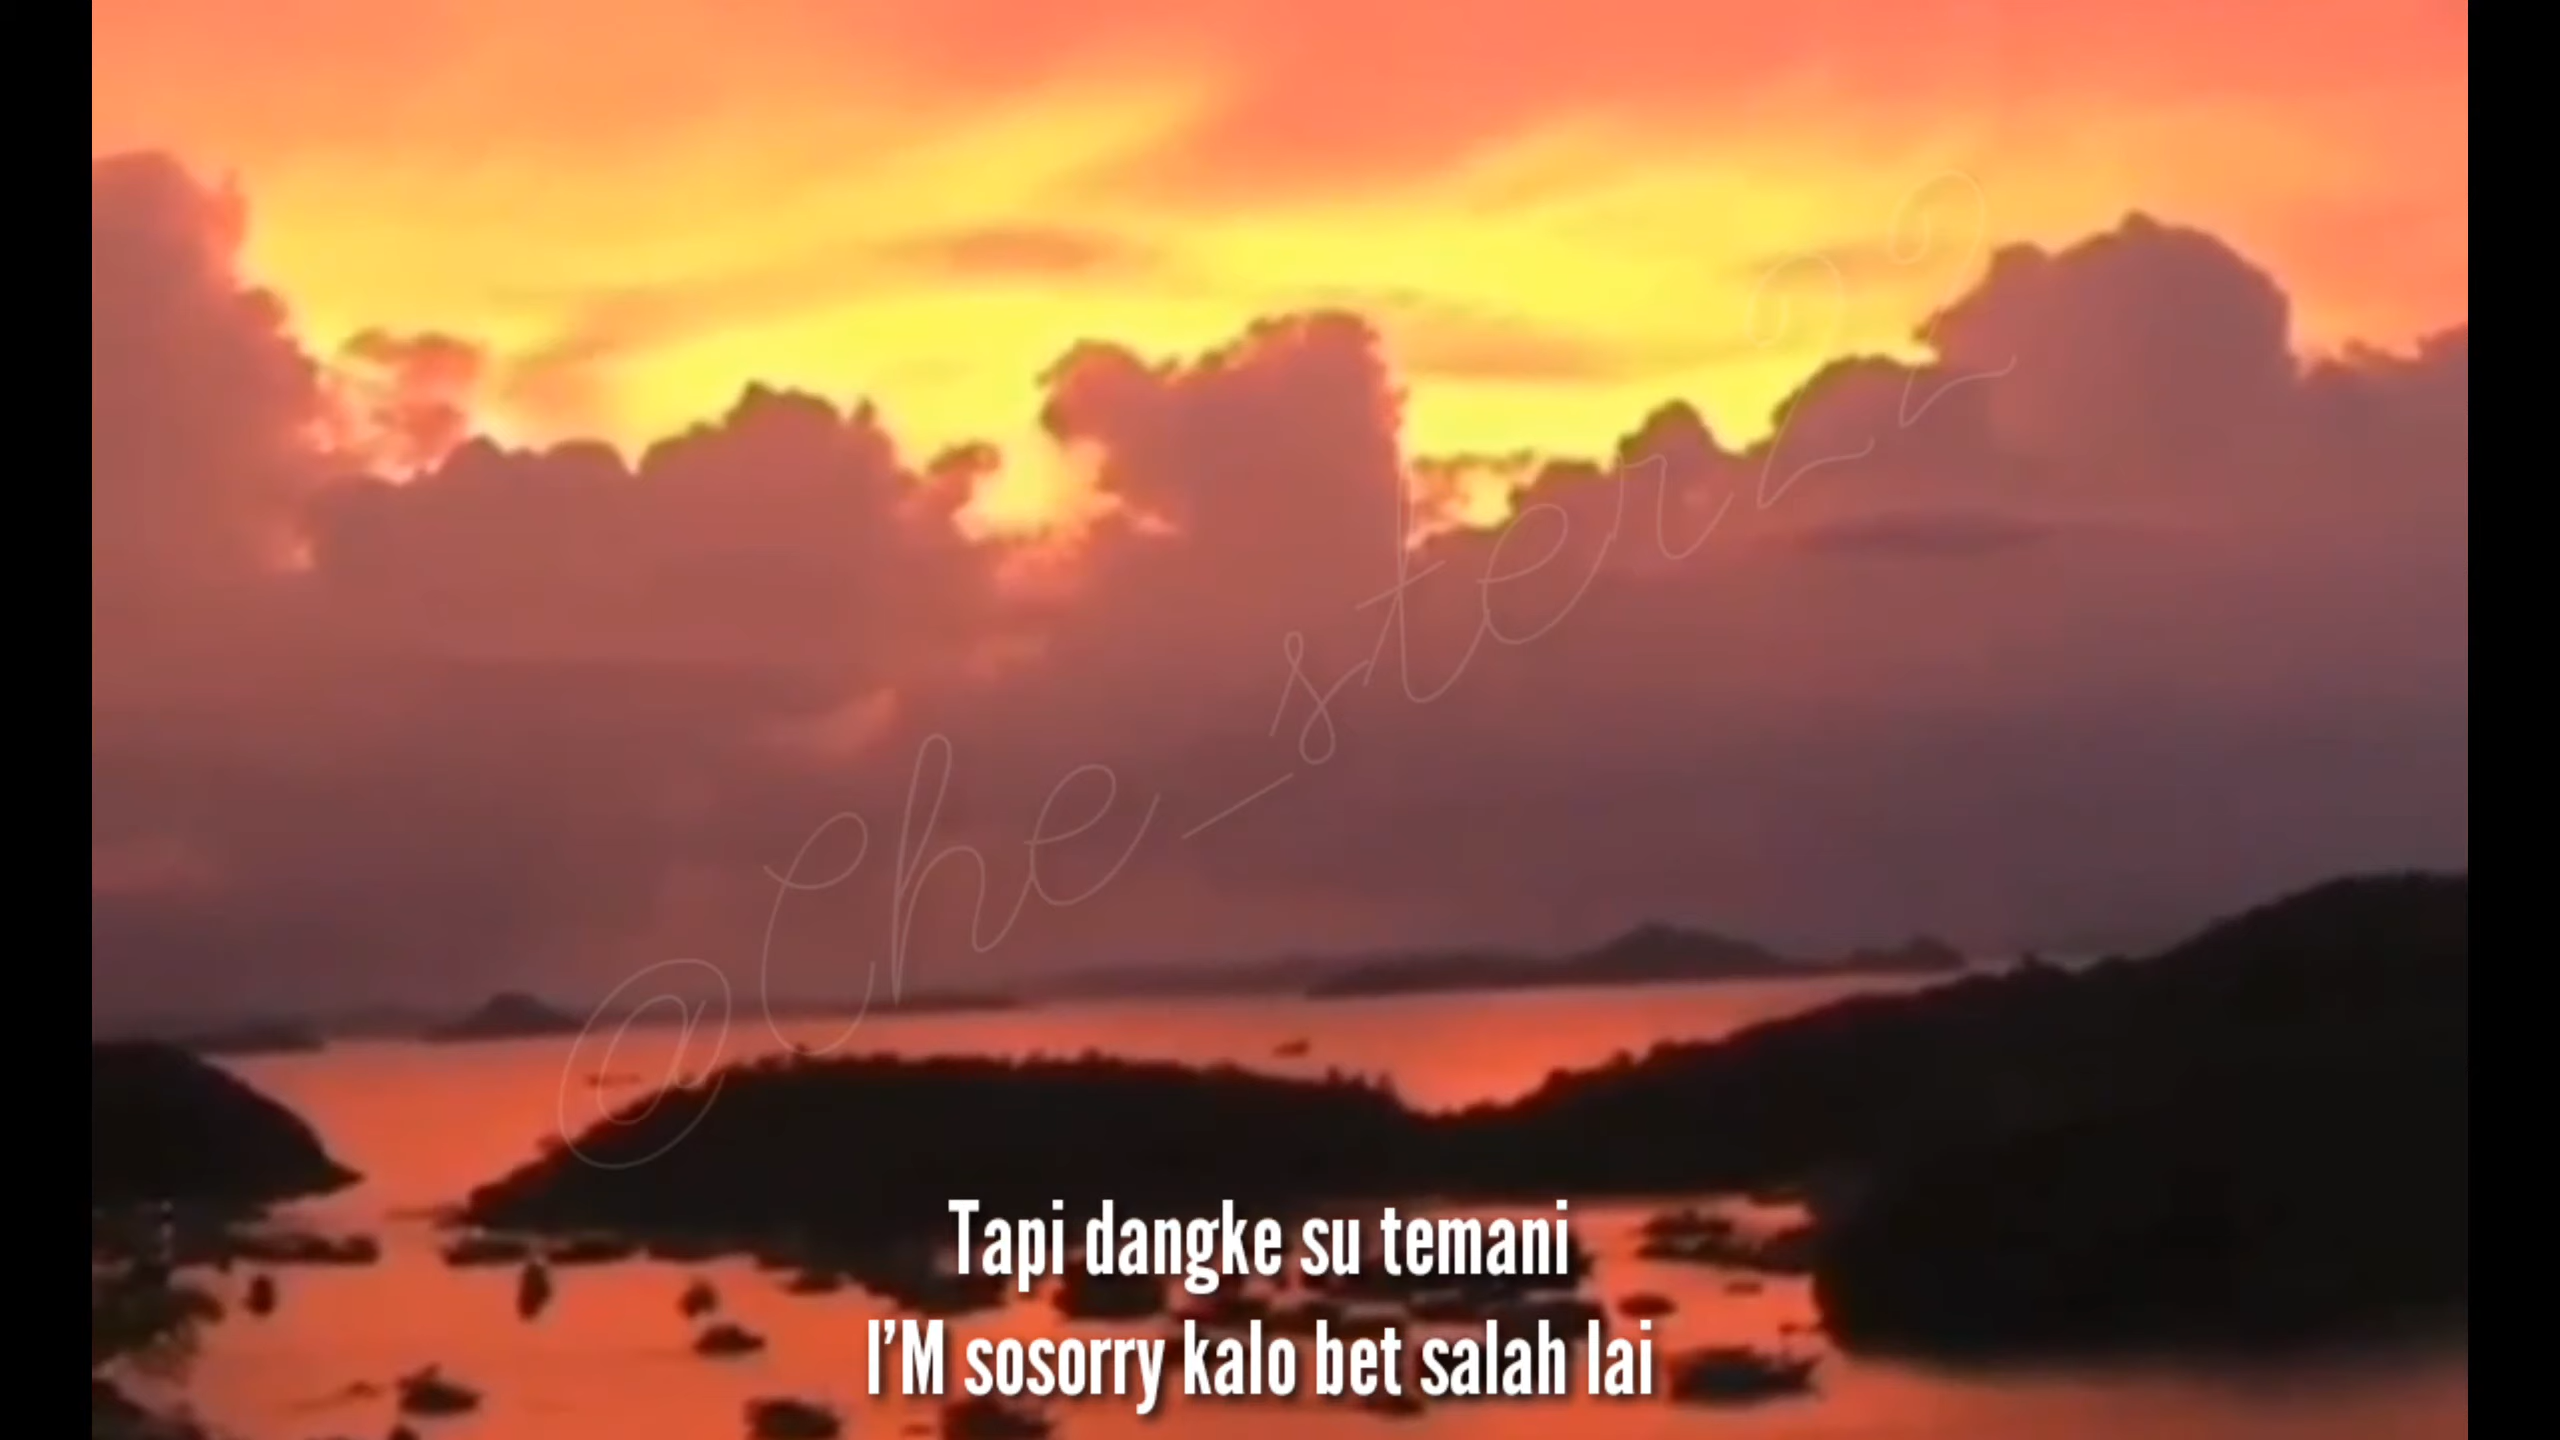 @Che_ster22
Tapi dangke su temani
I'M sosorry kalo bet salah lai